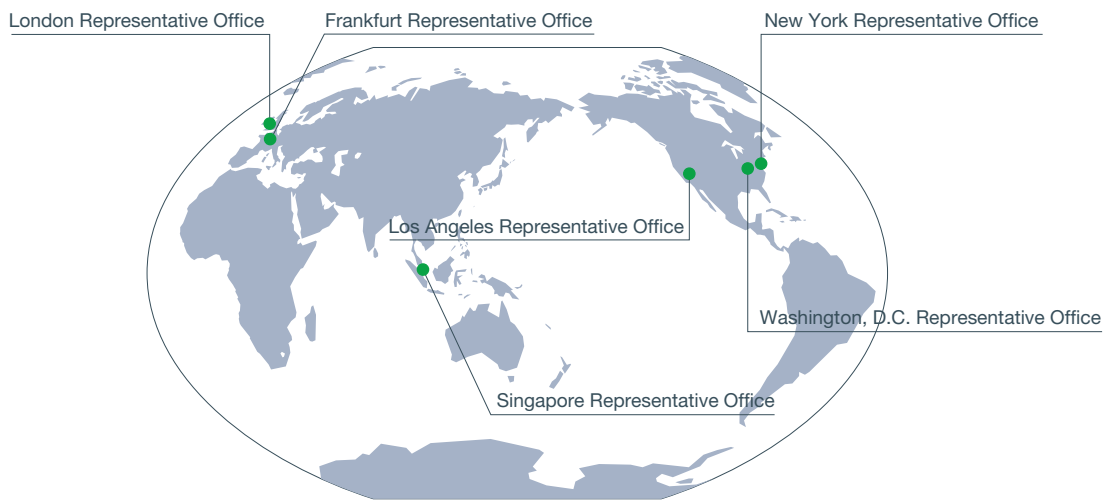 London Representative Office
Frankfurt Representative Office
New York Representative Office
Los Angeles Representative Office
Washington, D.C. Representative Office
Singapore Representative Office